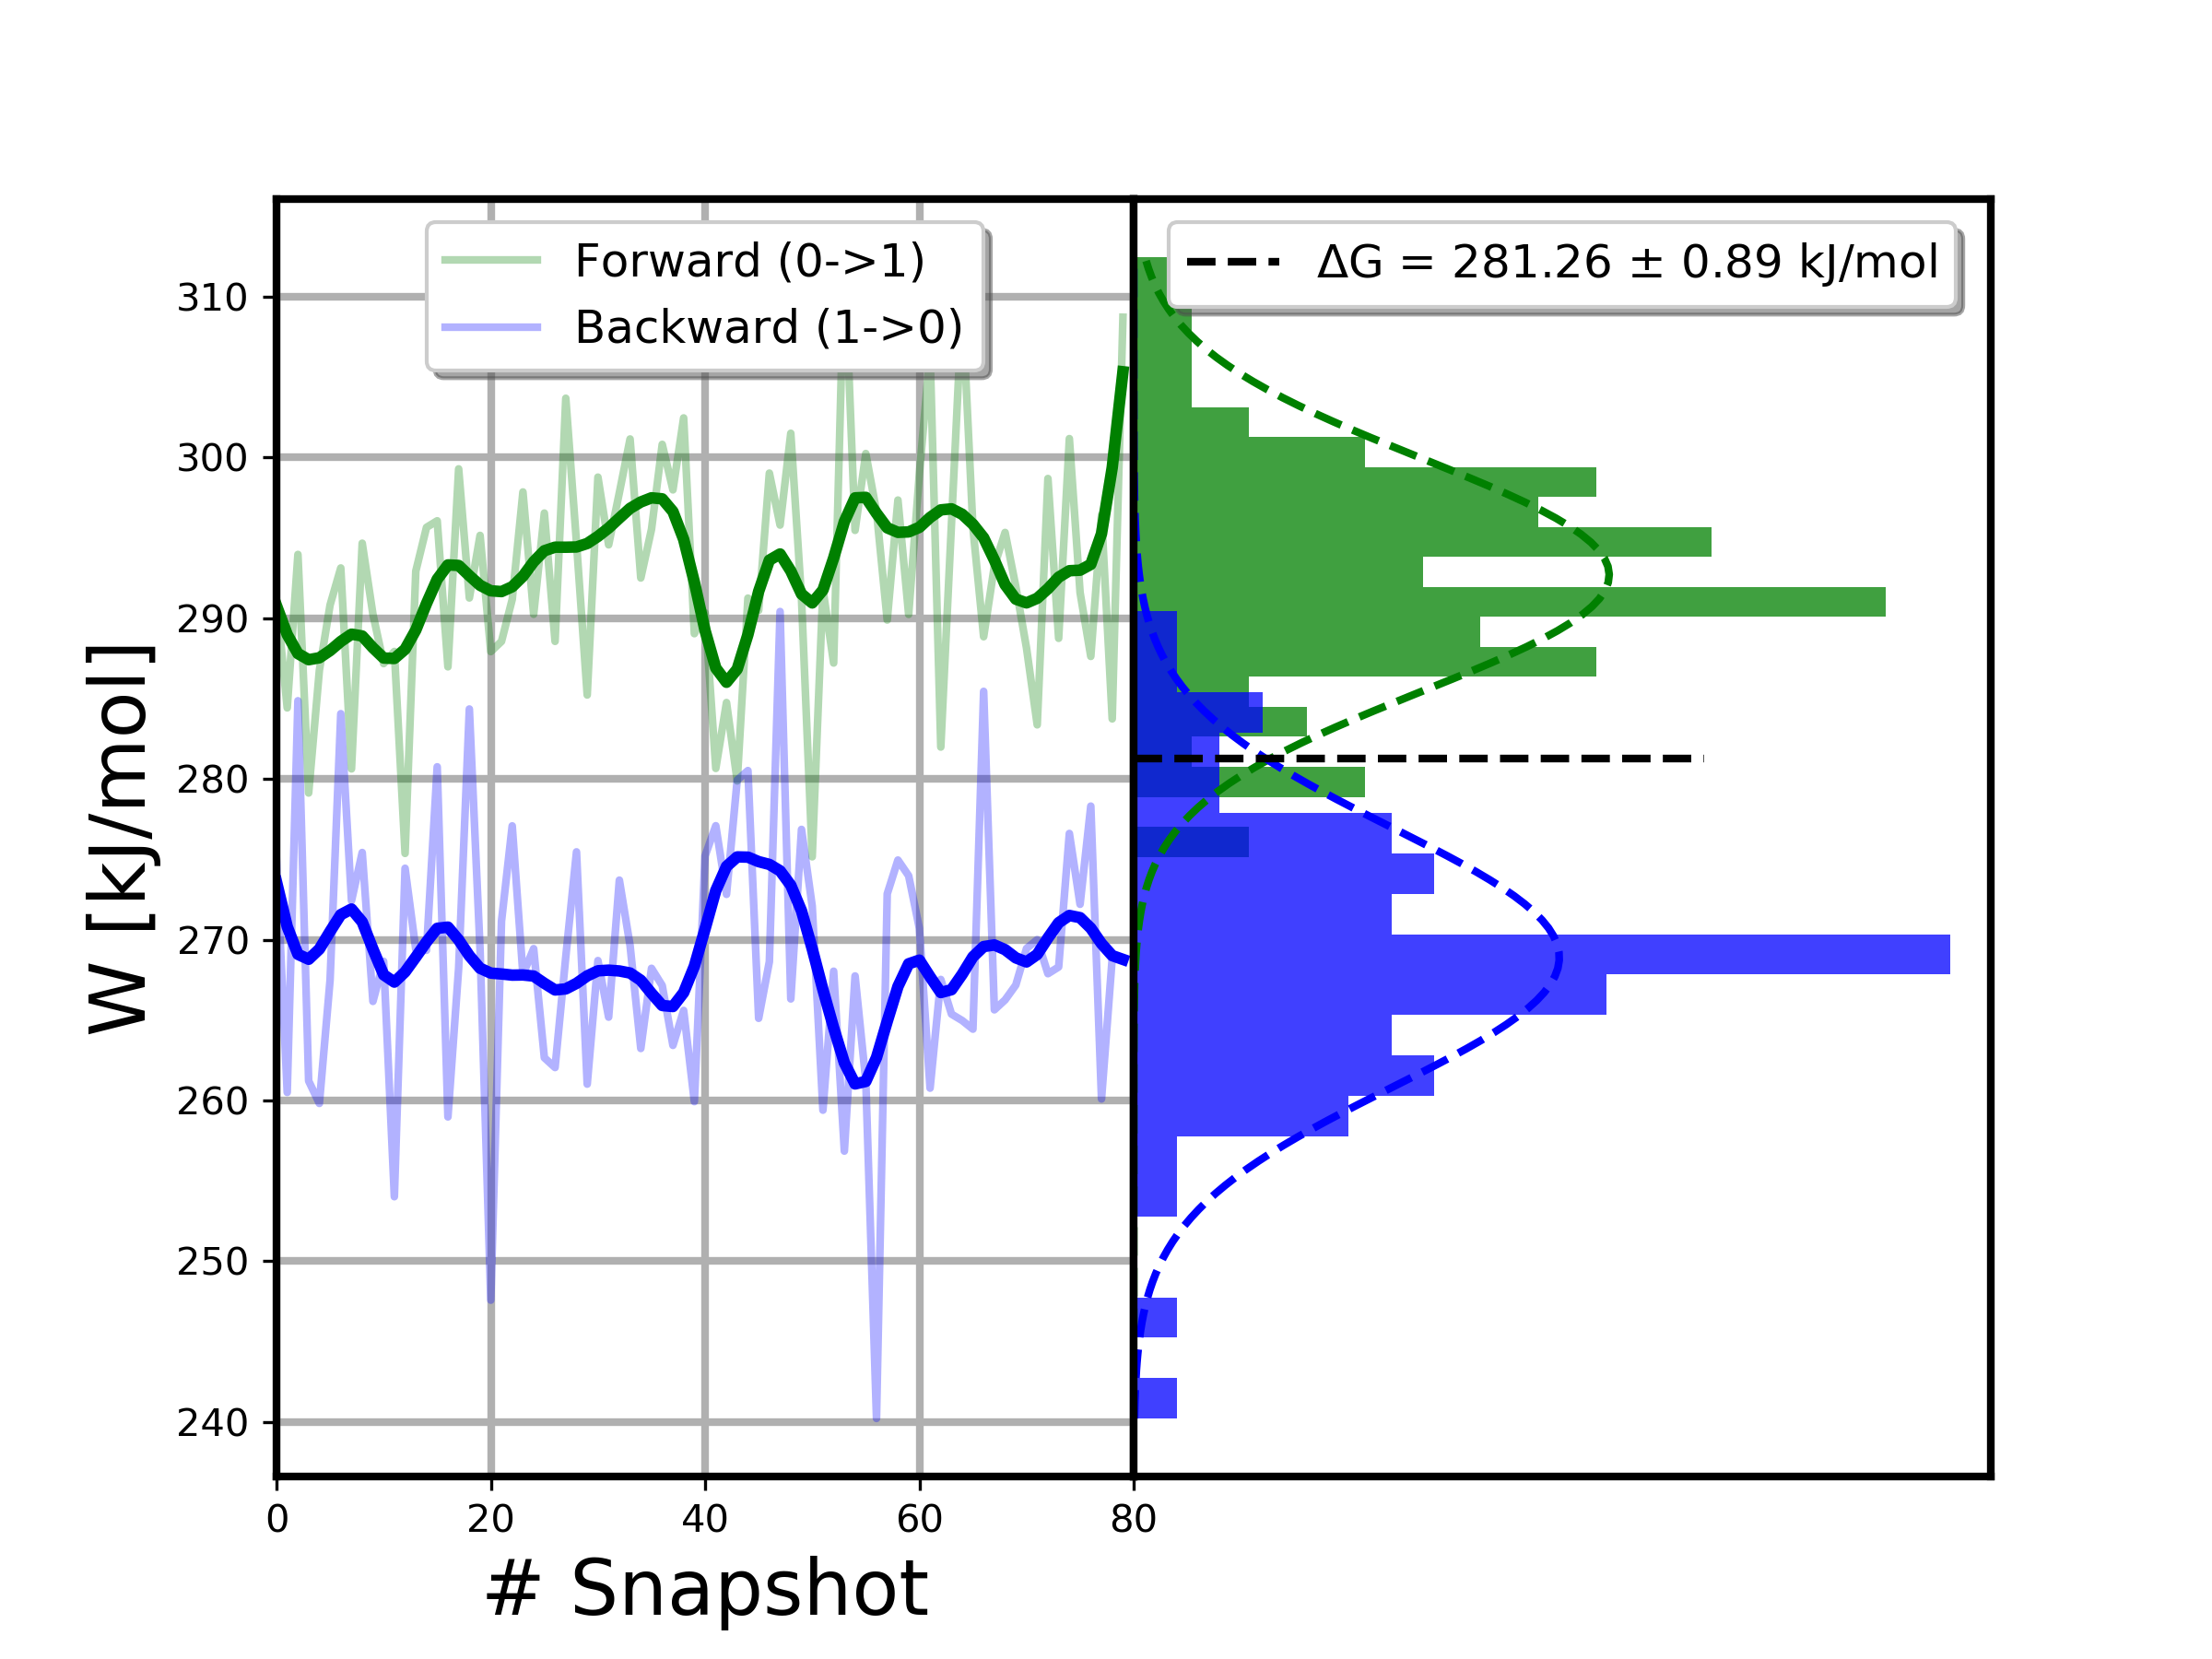 Forward (0->1)
Backward (1->0)
ΔG = 281.26 ± 0.89 kJ/mol
W [kJ/mol]
310
300
290
280
270
260
250
240
0 20 40 60 80
# Snapshot